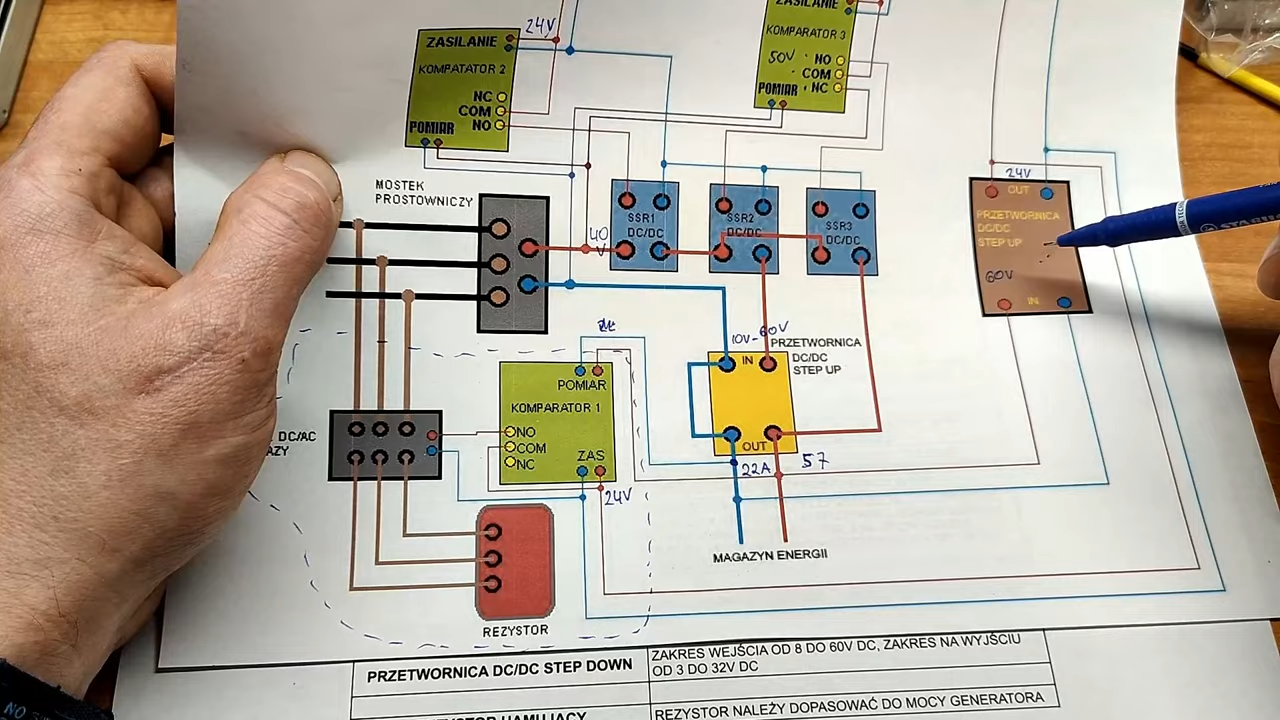 ZASILANIE
KOMPATATOR 2
NC
COM
NO
POMIAR
24V
ZASILANIE
KOMPARATOR 3
50V
NO
COM
NC
POMIAR
MOSTEK
PROSTOWNICZY
40
V
SSR1
DC/DC
SSR2
DC/DC
SSR3
DC/DC
24V
OUT
PRZETWORNICA
DC/DC
STEP UP
60V
IN
10V-60V
PRZETWORNICA
DC/DC
STEP UP
IN
OUT
22A
57
MAGAZYN ENERGII
POMIAR
KOMPARATOR 1
NO
COM
NC
ZAS
24V
DC/AC
AZY
REZYSTOR
PRZETWORNICA DC/DC STEP DOWN
ZAKRES WEJŚCIA OD 8 DO 60V DC, ZAKRES NA WYJŚCIU
OD 3 DO 32V DC
HAMUJĄCY
REZYSTOR NALEŻY DOPASOWAĆ DO MOCY GENERATORA
NO